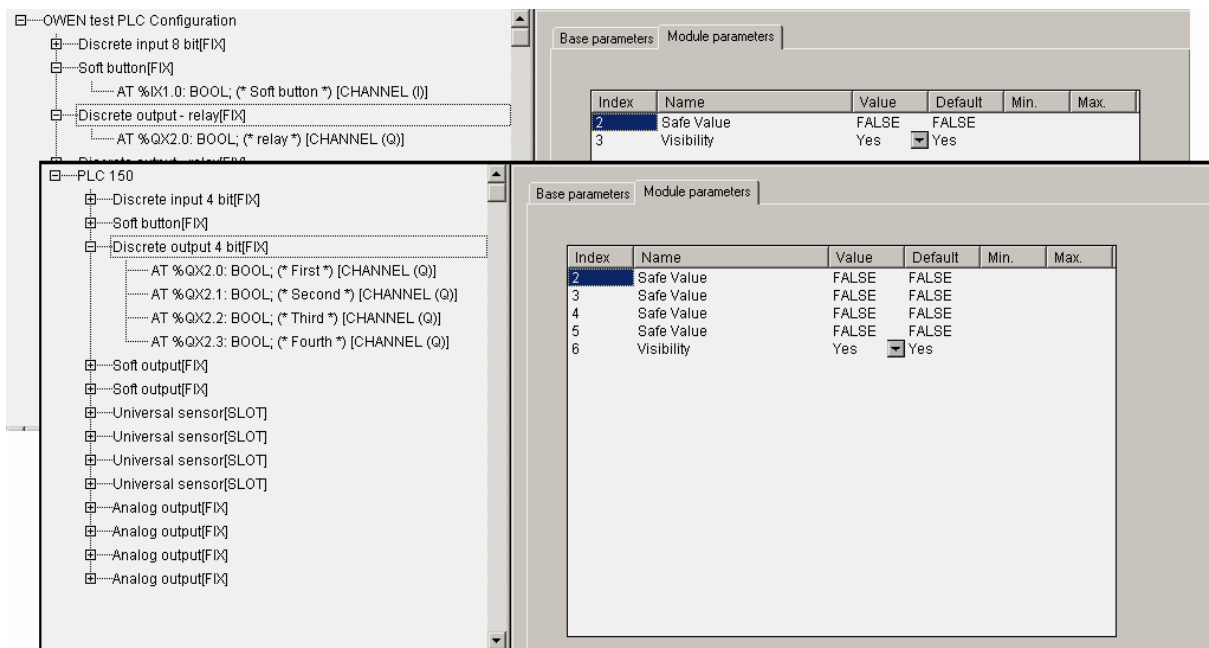 OWEN test PLC Configuration
Discrete input 8 bit[FIX]
Soft button[FIX]
AT %IX1.0: BOOL; (* Soft button *) [CHANNEL (I)]
Discrete output - relay[FIX]
AT %QX2.0: BOOL; (* relay *) [CHANNEL (Q)]
Discrete output - relay[FIX]
Base parameters Module parameters
Index Name Value Default Min. Max.
2 Safe Value FALSE FALSE
3 Visibility Yes Yes
PLC 150
Discrete input 4 bit[FIX]
Soft button[FIX]
Discrete output 4 bit[FIX]
AT %QX2.0: BOOL; (* First *) [CHANNEL (Q)]
AT %QX2.1: BOOL; (* Second *) [CHANNEL (Q)]
AT %QX2.2: BOOL; (* Third *) [CHANNEL (Q)]
AT %QX2.3: BOOL; (* Fourth *) [CHANNEL (Q)]
Soft output[FIX]
Soft output[FIX]
Universal sensor[SLOT]
Universal sensor[SLOT]
Universal sensor[SLOT]
Universal sensor[SLOT]
Analog output[FIX]
Analog output[FIX]
Analog output[FIX]
Analog output[FIX]
Base parameters Module parameters
Index Name Value Default Min. Max.
2 Safe Value FALSE FALSE
3 Safe Value FALSE FALSE
4 Safe Value FALSE FALSE
5 Safe Value FALSE FALSE
6 Visibility Yes Yes